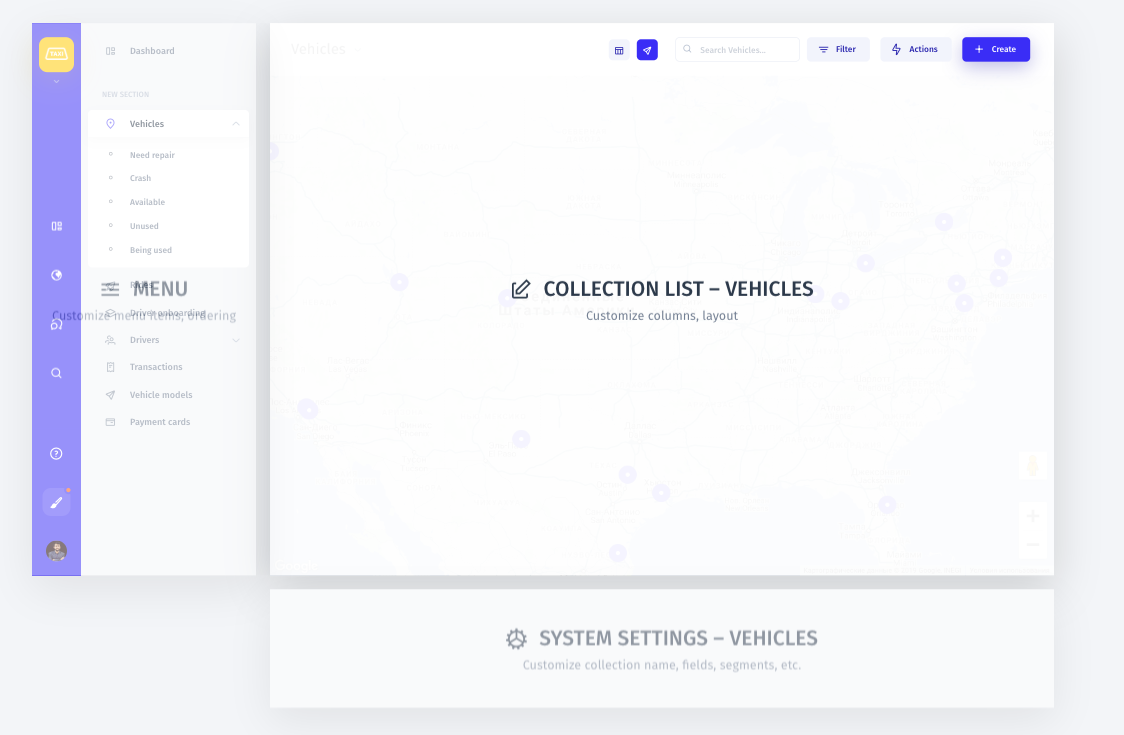 TAXI
Dashboard
NEW SECTION
Vehicles
Need repair
Crash
Available
Unused
Being used
Rides
MENU
Driver onboarding
Customize menu items, ordering
Drivers
Transactions
Vehicle models
Payment cards
Vehicles
Search Vehicles...
Filter
Actions
Create
COLLECTION LIST – VEHICLES
Customize columns, layout
SYSTEM SETTINGS – VEHICLES
Customize collection name, fields, segments, etc.